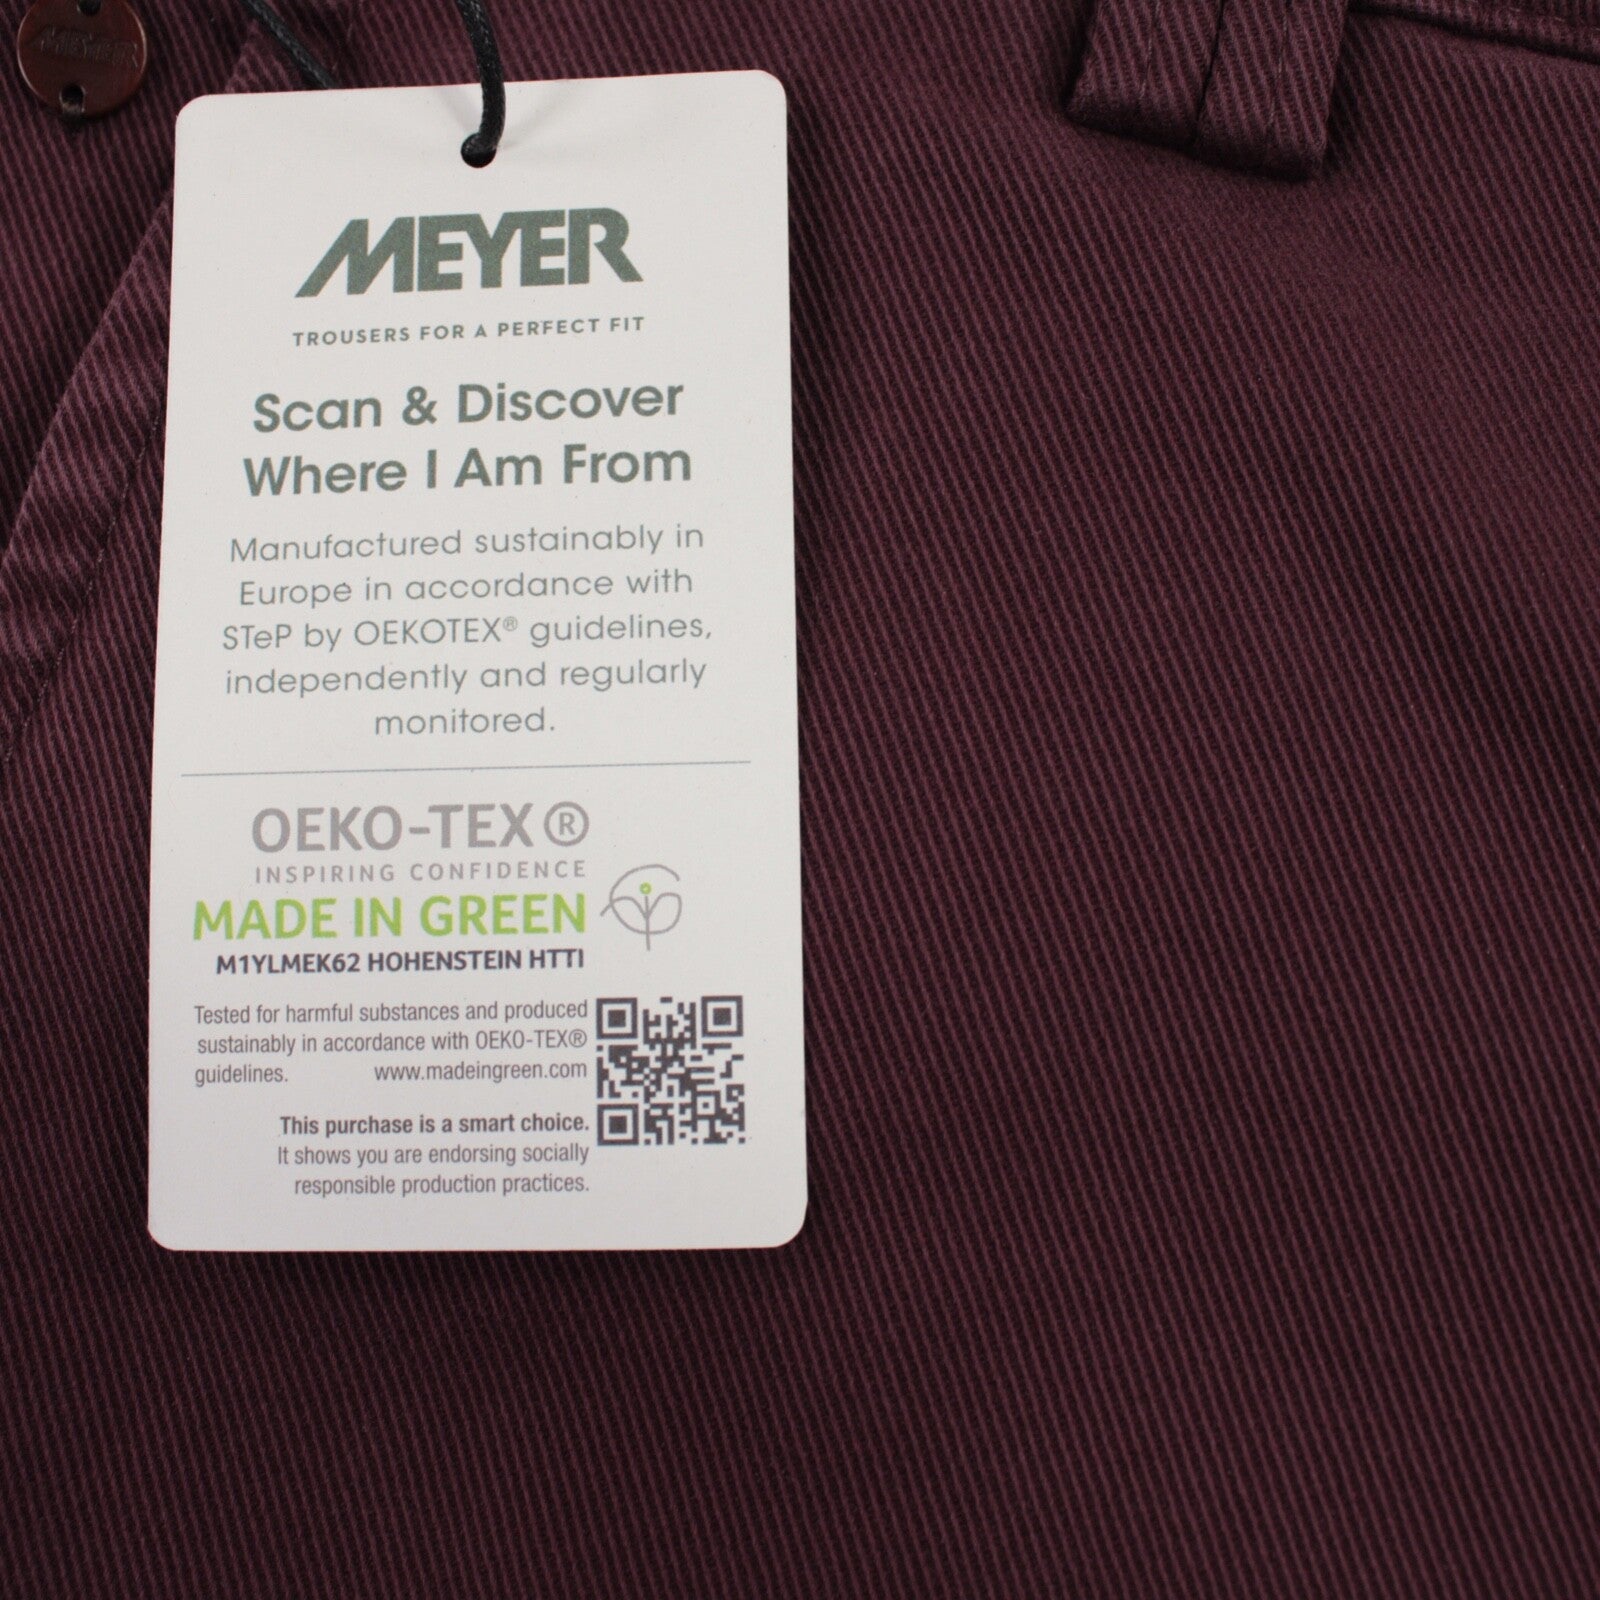 MEYER
MEYER
TROUSERS FOR A PERFECT FIT
Scan & Discover
Where I Am From
Manufactured sustainably in
Europe in accordance with
STeP by OEKOTEX® guidelines,
independently and regularly
monitored.
OEKO-TEX®
INSPIRING CONFIDENCE
MADE IN GREEN
M1YLMEK62 HOHENSTEIN HTTI
Tested for harmful substances and produced
sustainably in accordance with OEKO-TEX®
guidelines. www.madeingreen.com
This purchase is a smart choice.
It shows you are endorsing socially
responsible production practices.